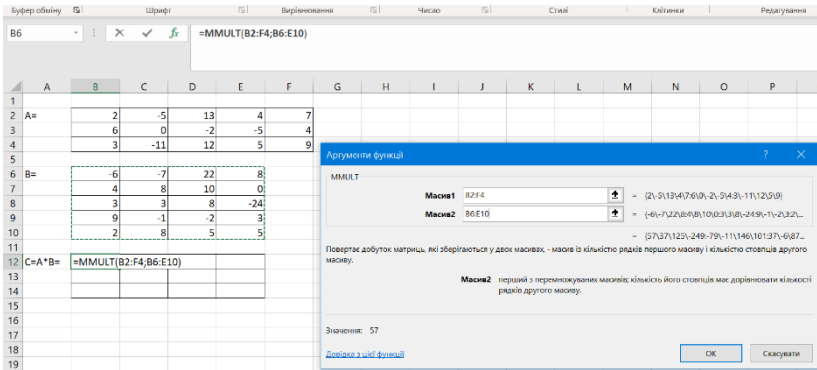 Буфер обміну Шрифт Вирівнювання Число Стилі Клітинки Редагування
B6 =MMULT(B2:F4;B6:E10)
A B C D E F G H I J K L M N O P
1
2 A= 2 -5 13 4 7
3 6 0 -2 -5 4
4 3 -11 12 5 9
5
6 B= -6 -7 22 8
7 4 8 10 0
8 3 3 8 -24
9 9 -1 -2 3
10 2 8 5 5
11
12 C=A*B= =MMULT(B2:F4;B6:E10)
13
14
15
16
17
18
19
Аргументи функції ? ×
MMULT
Масив1 B2:F4 = {2\-5\13\4\7:6\0\-2\-5\4:3\-11\12\5\9}
Масив2 B6:E10 = {-6\-7\22\8:4\8\10\0:3\3\8\-24:9\-1\-2\3:2\...
= {57\37\125\-249:-79\-11\146\101:37\-6\87...
Повертає добуток матриць, які зберігаються у двох масивах, - масив із кількістю рядків першого масиву і кількістю стовпців другого
масиву.
Масив2 перший з перемножуваних масивів; кількість його стовпців має дорівнювати кількості
рядків другого масиву.
Значення: 57
Довідка з цієї функції
ОК Скасувати